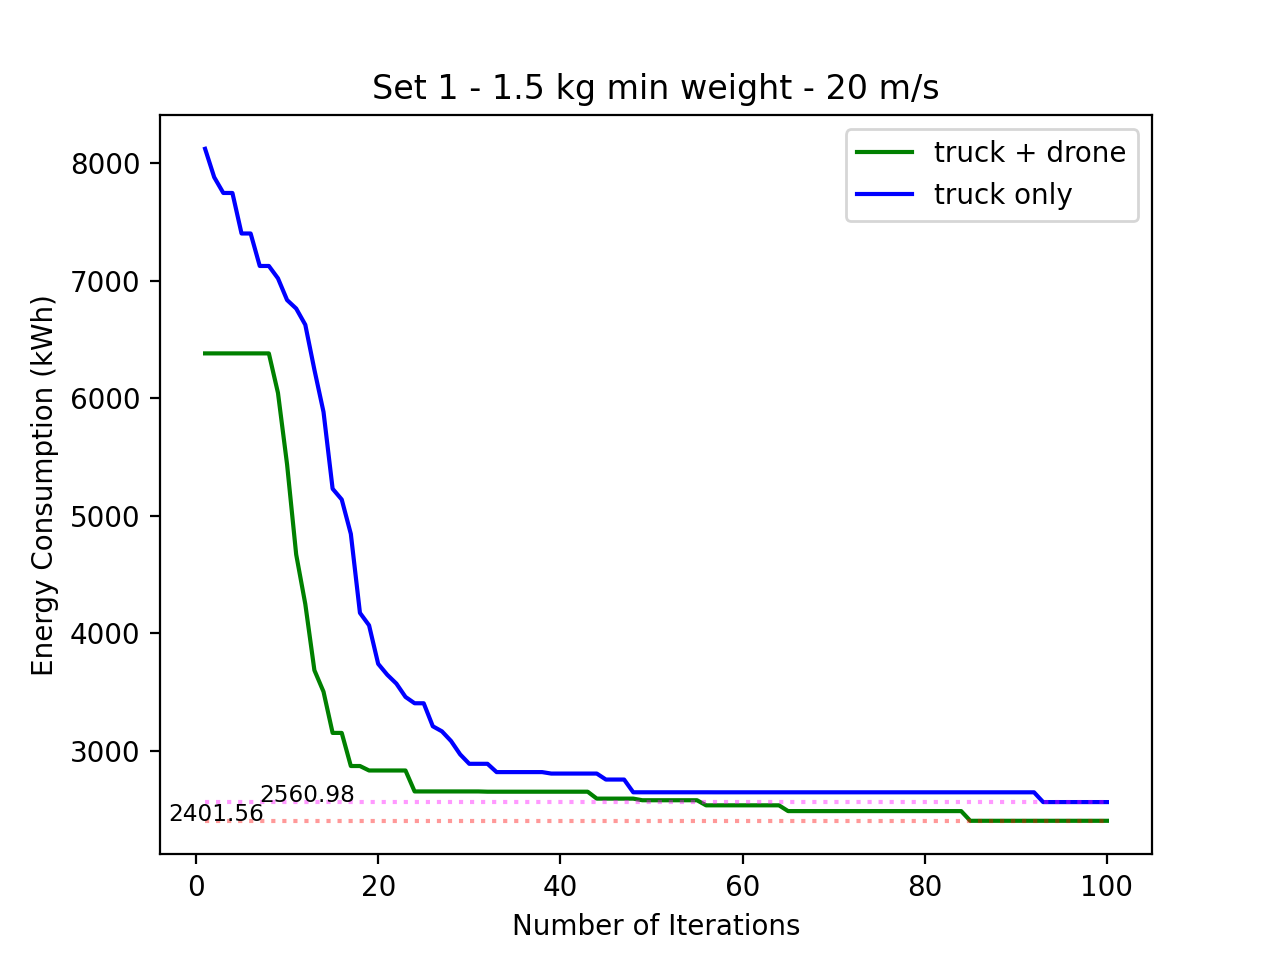 Set 1 - 1.5 kg min weight - 20 m/s
truck + drone
truck only
8000
7000
6000
5000
4000
3000
Energy Consumption (kWh)
2560.98
2401.56
0 20 40 60 80 100
Number of Iterations